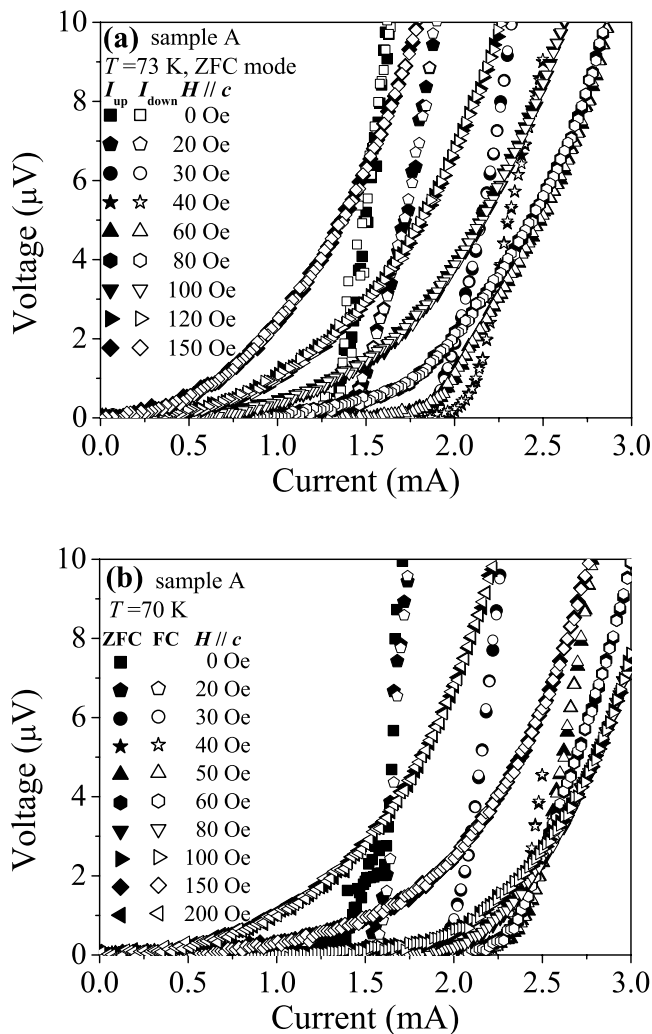 (a) sample A
T =73 K, ZFC mode
I up I down H // c
0 Oe
20 Oe
30 Oe
40 Oe
60 Oe
80 Oe
100 Oe
120 Oe
150 Oe
10
8
6
4
2
0
Voltage (μV)
0.0 0.5 1.0 1.5 2.0 2.5 3.0
Current (mA)
(b) sample A
T =70 K
ZFC FC H // c
0 Oe
20 Oe
30 Oe
40 Oe
50 Oe
60 Oe
80 Oe
100 Oe
150 Oe
200 Oe
10
8
6
4
2
0
Voltage (μV)
0.0 0.5 1.0 1.5 2.0 2.5 3.0
Current (mA)